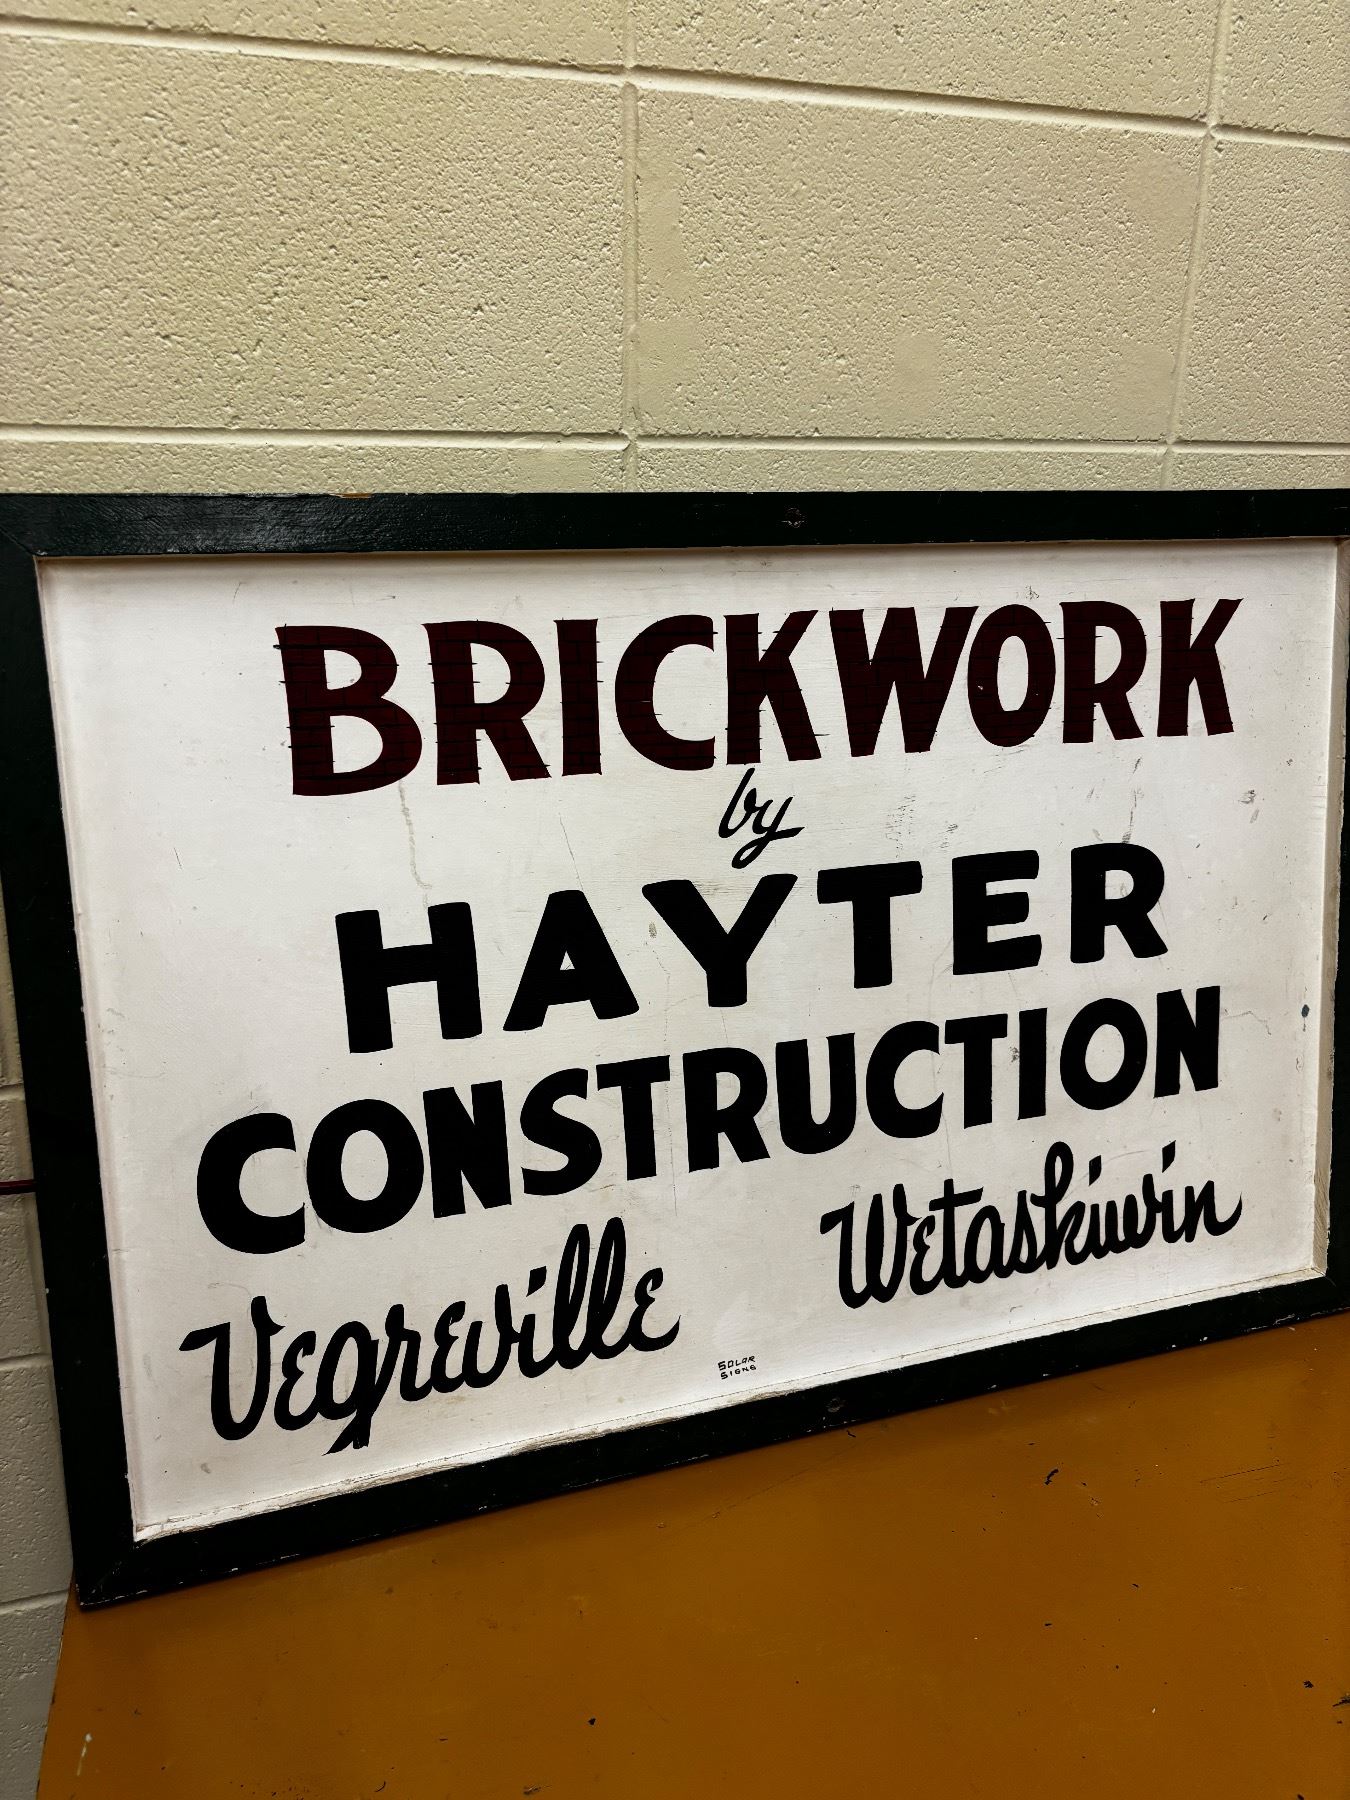 BRICKWORK
by
HAYTER
CONSTRUCTION
Vegreville Wetaskiwin
SOLAR
SIGNS